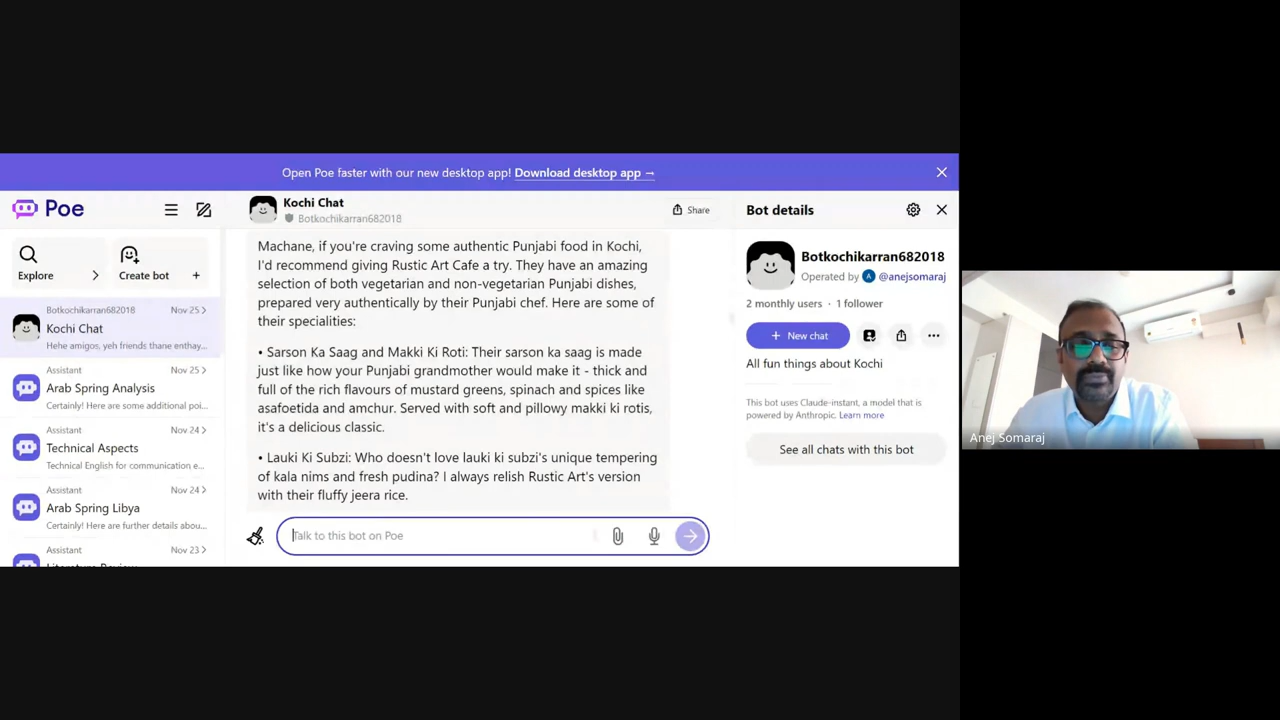 Open Poe faster with our new desktop app! Download desktop app →
Poe
Explore
Create bot +
Botkochikarran682018 Nov 25
Kochi Chat
Hehe amigos, yeh friends thane enthay...
Assistant Nov 25
Arab Spring Analysis
Certainly! Here are some additional poi...
Assistant Nov 24
Technical Aspects
Technical English for communication e...
Assistant Nov 24
Arab Spring Libya
Certainly! Here are further details abou...
Assistant Nov 23
Kochi Chat
Botkochikarran682018
Share
Machane, if you're craving some authentic Punjabi food in Kochi,
I'd recommend giving Rustic Art Cafe a try. They have an amazing
selection of both vegetarian and non-vegetarian Punjabi dishes,
prepared very authentically by their Punjabi chef. Here are some of
their specialities:
• Sarson Ka Saag and Makki Ki Roti: Their sarson ka saag is made
just like how your Punjabi grandmother would make it - thick and
full of the rich flavours of mustard greens, spinach and spices like
asafoetida and amchur. Served with soft and pillowy makki ki rotis,
it's a delicious classic.
• Lauki Ki Subzi: Who doesn't love lauki ki subzi's unique tempering
of kala nims and fresh pudina? I always relish Rustic Art's version
with their fluffy jeera rice.
Talk to this bot on Poe
Bot details
Botkochikarran682018
Operated by A @anejsomaraj
2 monthly users · 1 follower
+ New chat
All fun things about Kochi
This bot uses Claude-instant, a model that is
powered by Anthropic. Learn more
See all chats with this bot
Anej Somaraj